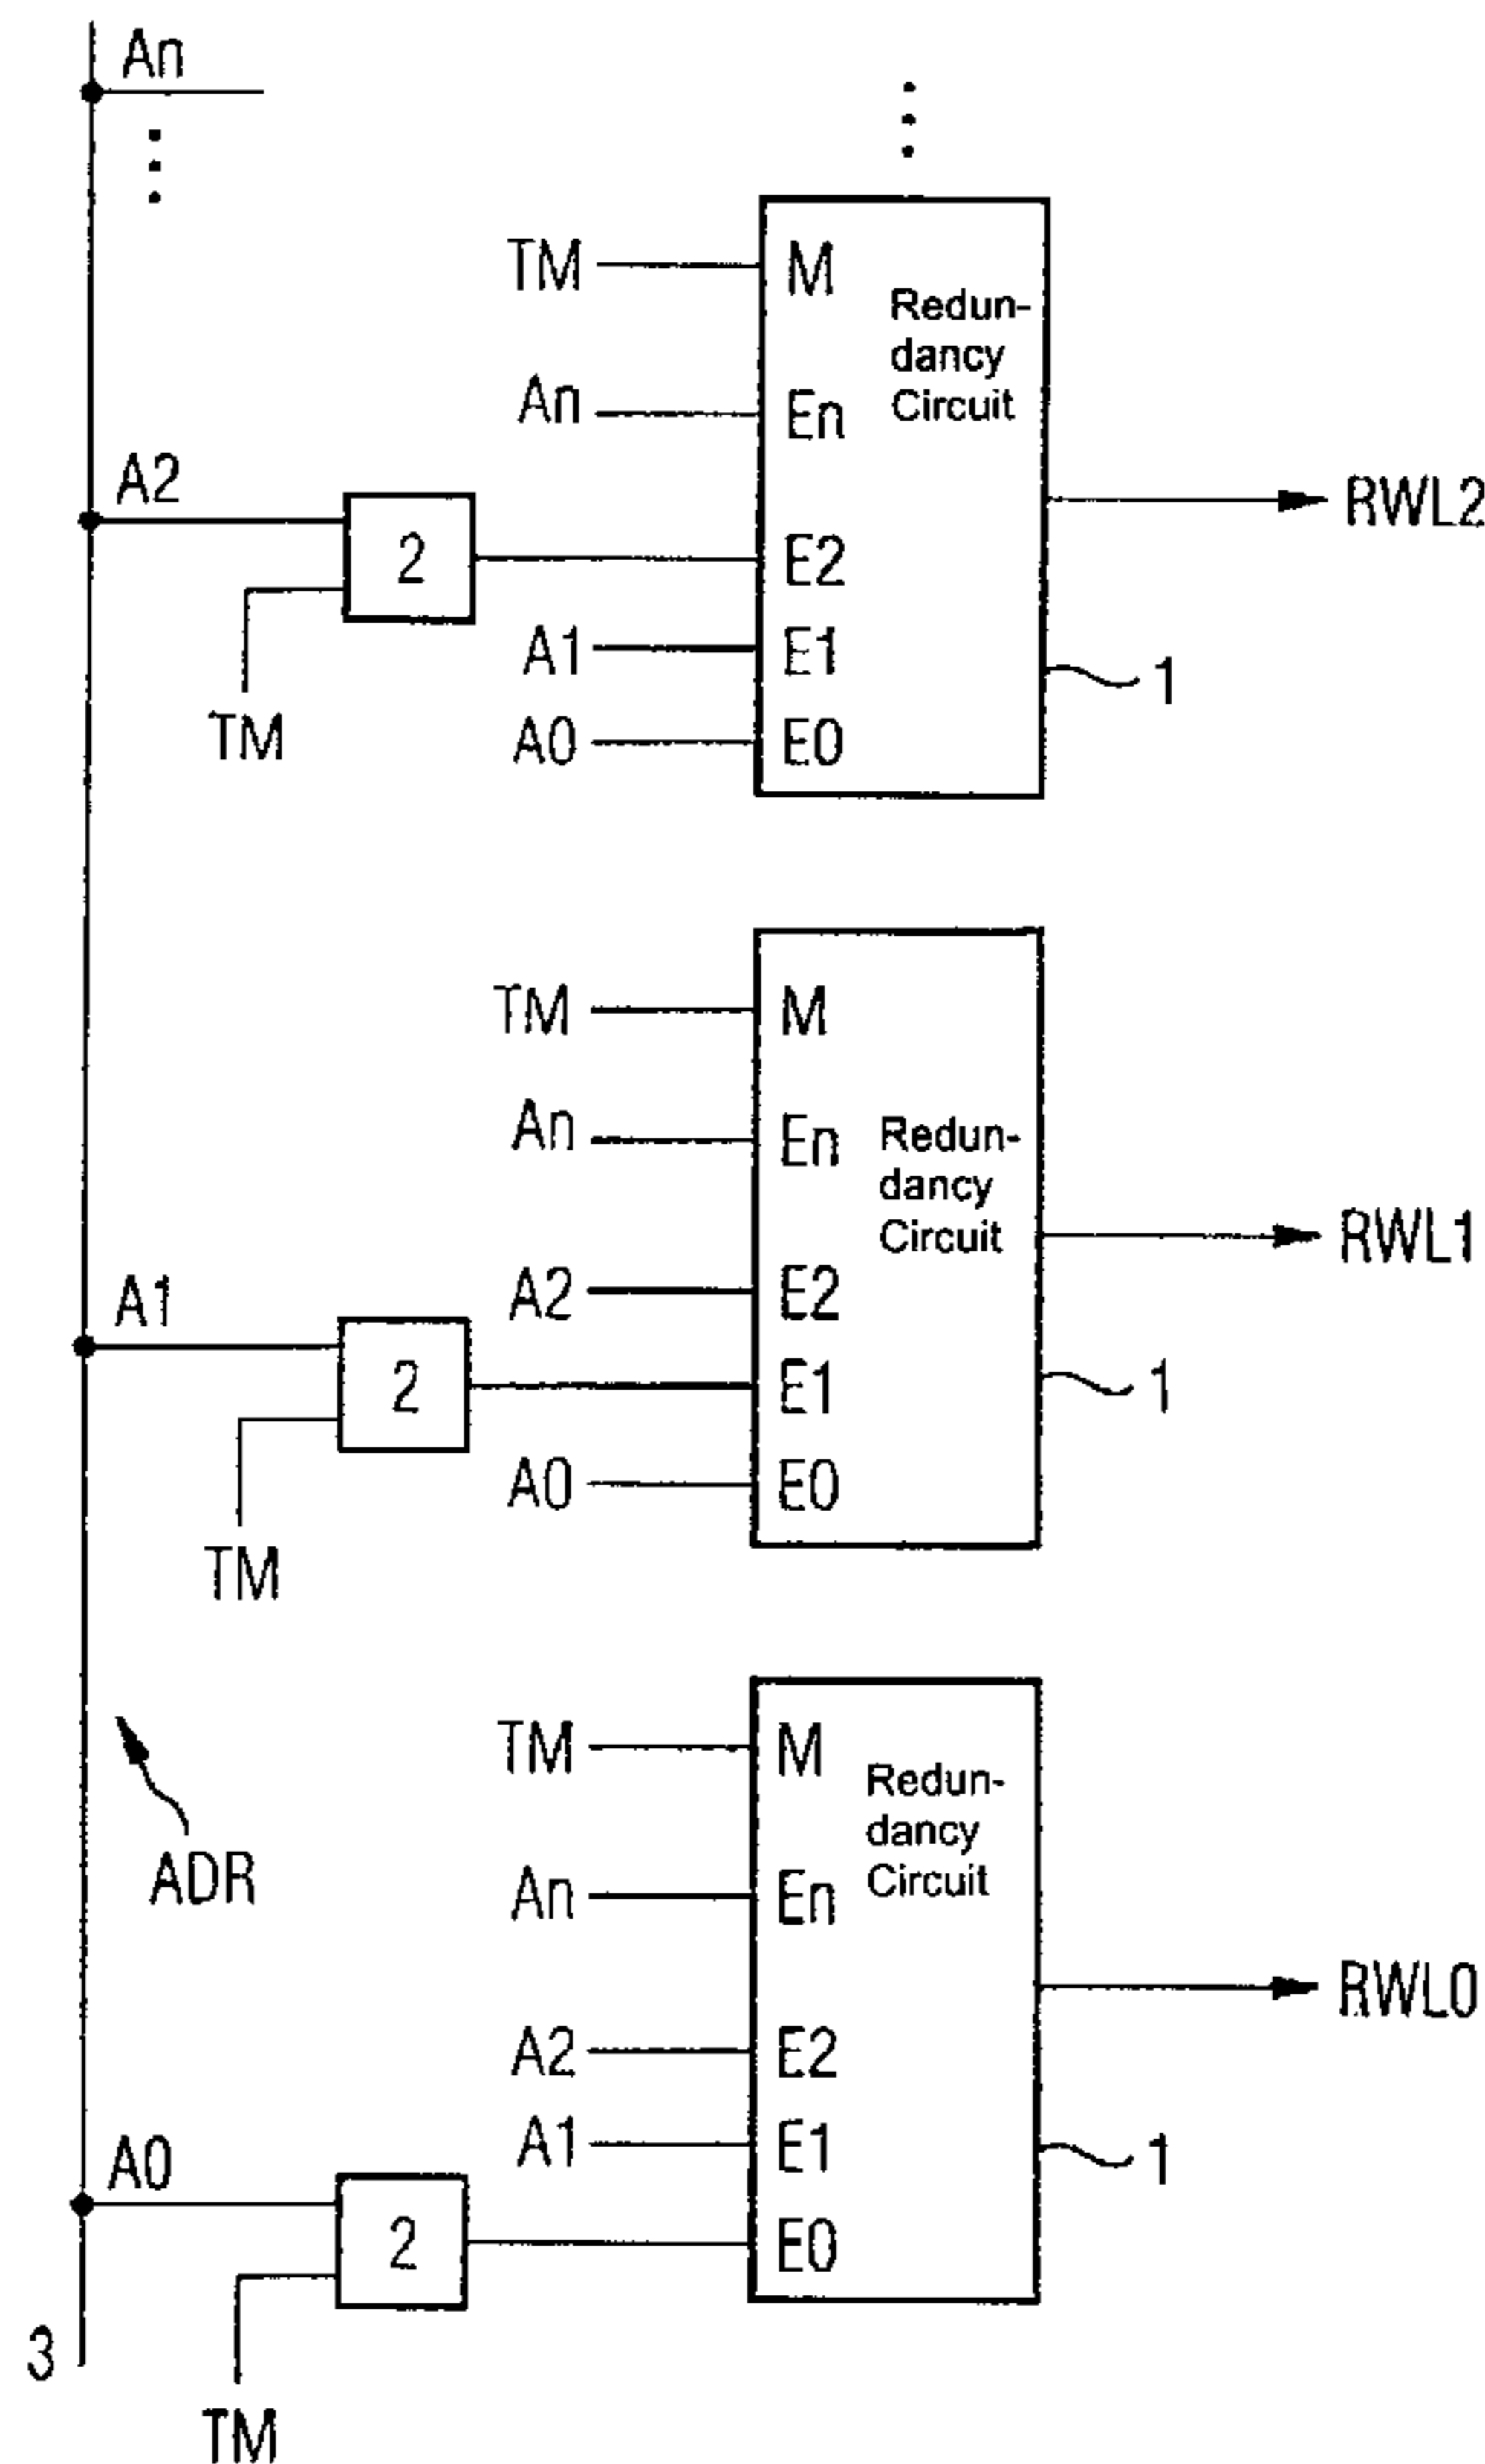 An
TM
M
Redun-
dancy
Circuit
An
En
A2
2
E2
RWL2
A1
E1
1
TM
A0
E0
TM
M
An
En
Redun-
dancy
Circuit
RWL1
A2
E2
A1
2
E1
1
A0
E0
TM
TM
M
Redun-
dancy
Circuit
ADR
An
En
RWL0
A2
E2
A1
E1
1
A0
2
E0
3
TM